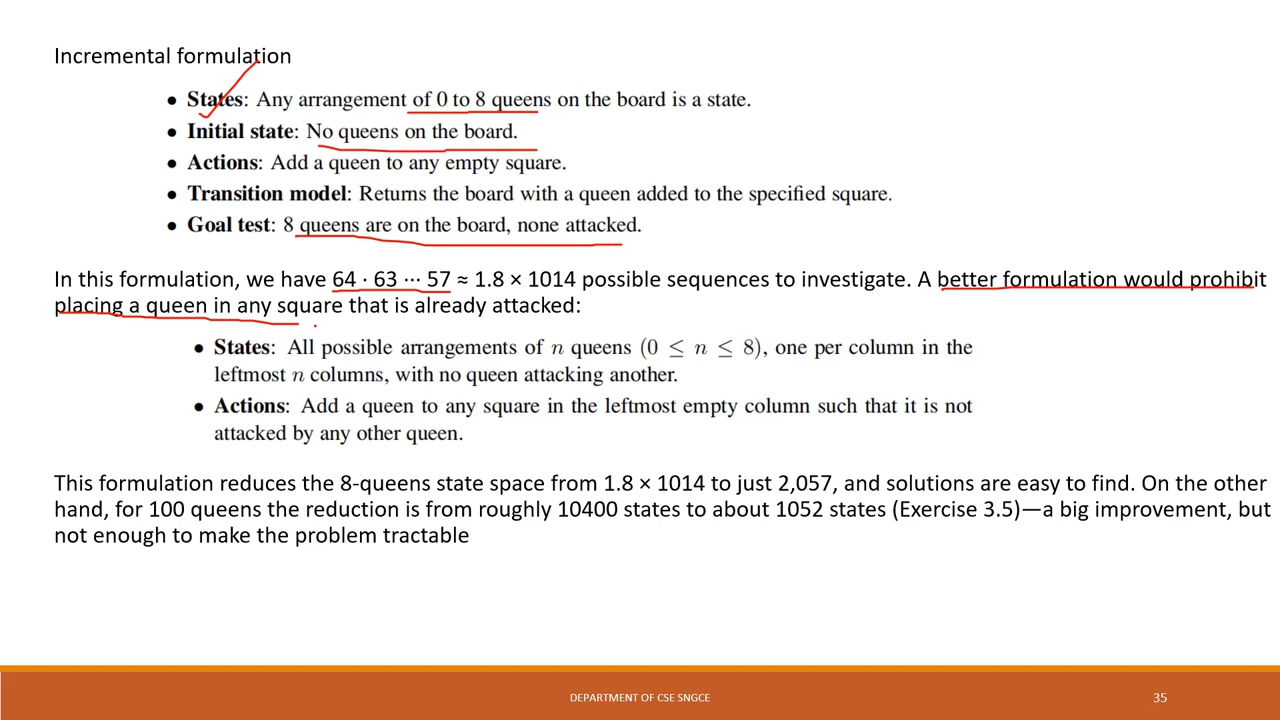 Incremental formulation
• States: Any arrangement of 0 to 8 queens on the board is a state.
• Initial state: No queens on the board.
• Actions: Add a queen to any empty square.
• Transition model: Returns the board with a queen added to the specified square.
• Goal test: 8 queens are on the board, none attacked.
In this formulation, we have 64 · 63 ··· 57 ≈ 1.8 × 1014 possible sequences to investigate. A better formulation would prohibit
placing a queen in any square that is already attacked:
• States: All possible arrangements of n queens (0 ≤ n ≤ 8), one per column in the
leftmost n columns, with no queen attacking another.
• Actions: Add a queen to any square in the leftmost empty column such that it is not
attacked by any other queen.
This formulation reduces the 8-queens state space from 1.8 × 1014 to just 2,057, and solutions are easy to find. On the other
hand, for 100 queens the reduction is from roughly 10400 states to about 1052 states (Exercise 3.5)—a big improvement, but
not enough to make the problem tractable
DEPARTMENT OF CSE SNGCE
35